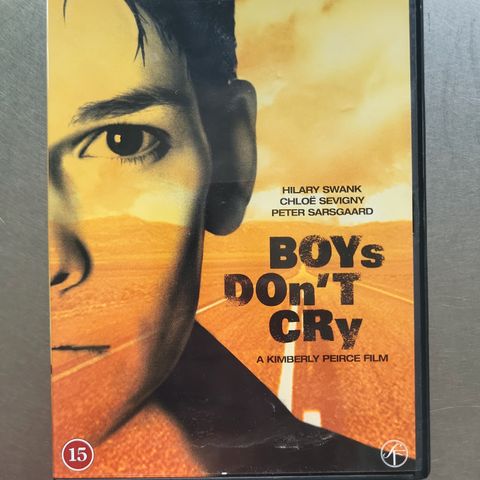 HILARY SWANK
CHLOË SEVIGNY
PETER SARSGAARD
BOYs
DOn'T
CRy
A KIMBERLY PEIRCE FILM
15